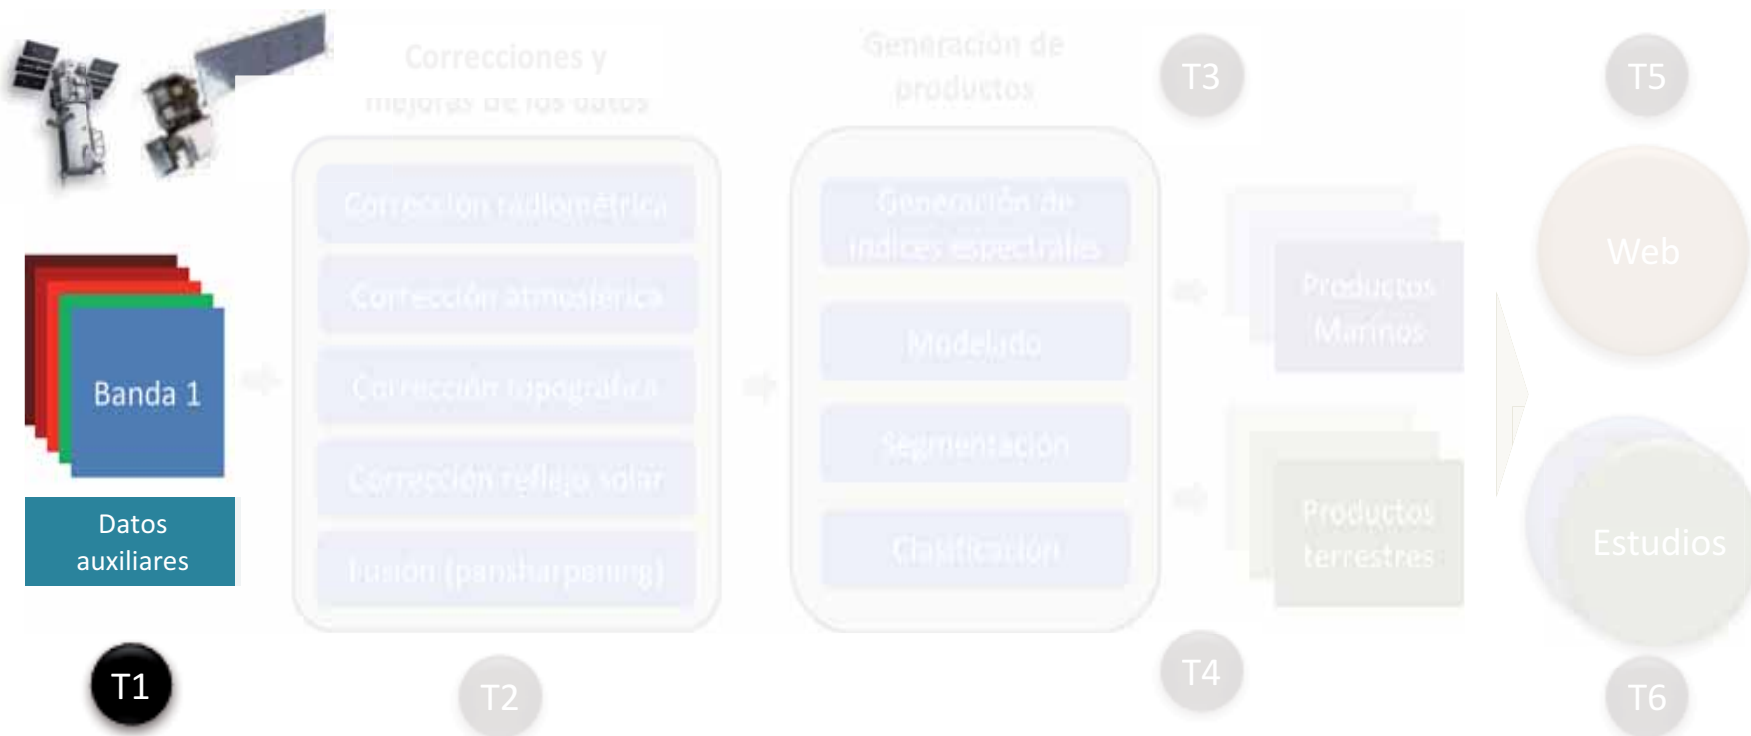 Correcciones y
mejoras de los datos
Generación de
productos
T3
T5
Corrección radiométrica
Corrección atmosférica
Corrección topográfica
Corrección reflejo solar
Fusión (pansharpening)
Generación de
índices espectrales
Modelado
Segmentación
Clasificación
Productos
Marinos
Productos
terrestres
Web
Estudios
Banda 1
Datos
auxiliares
T1
T2
T4
T6